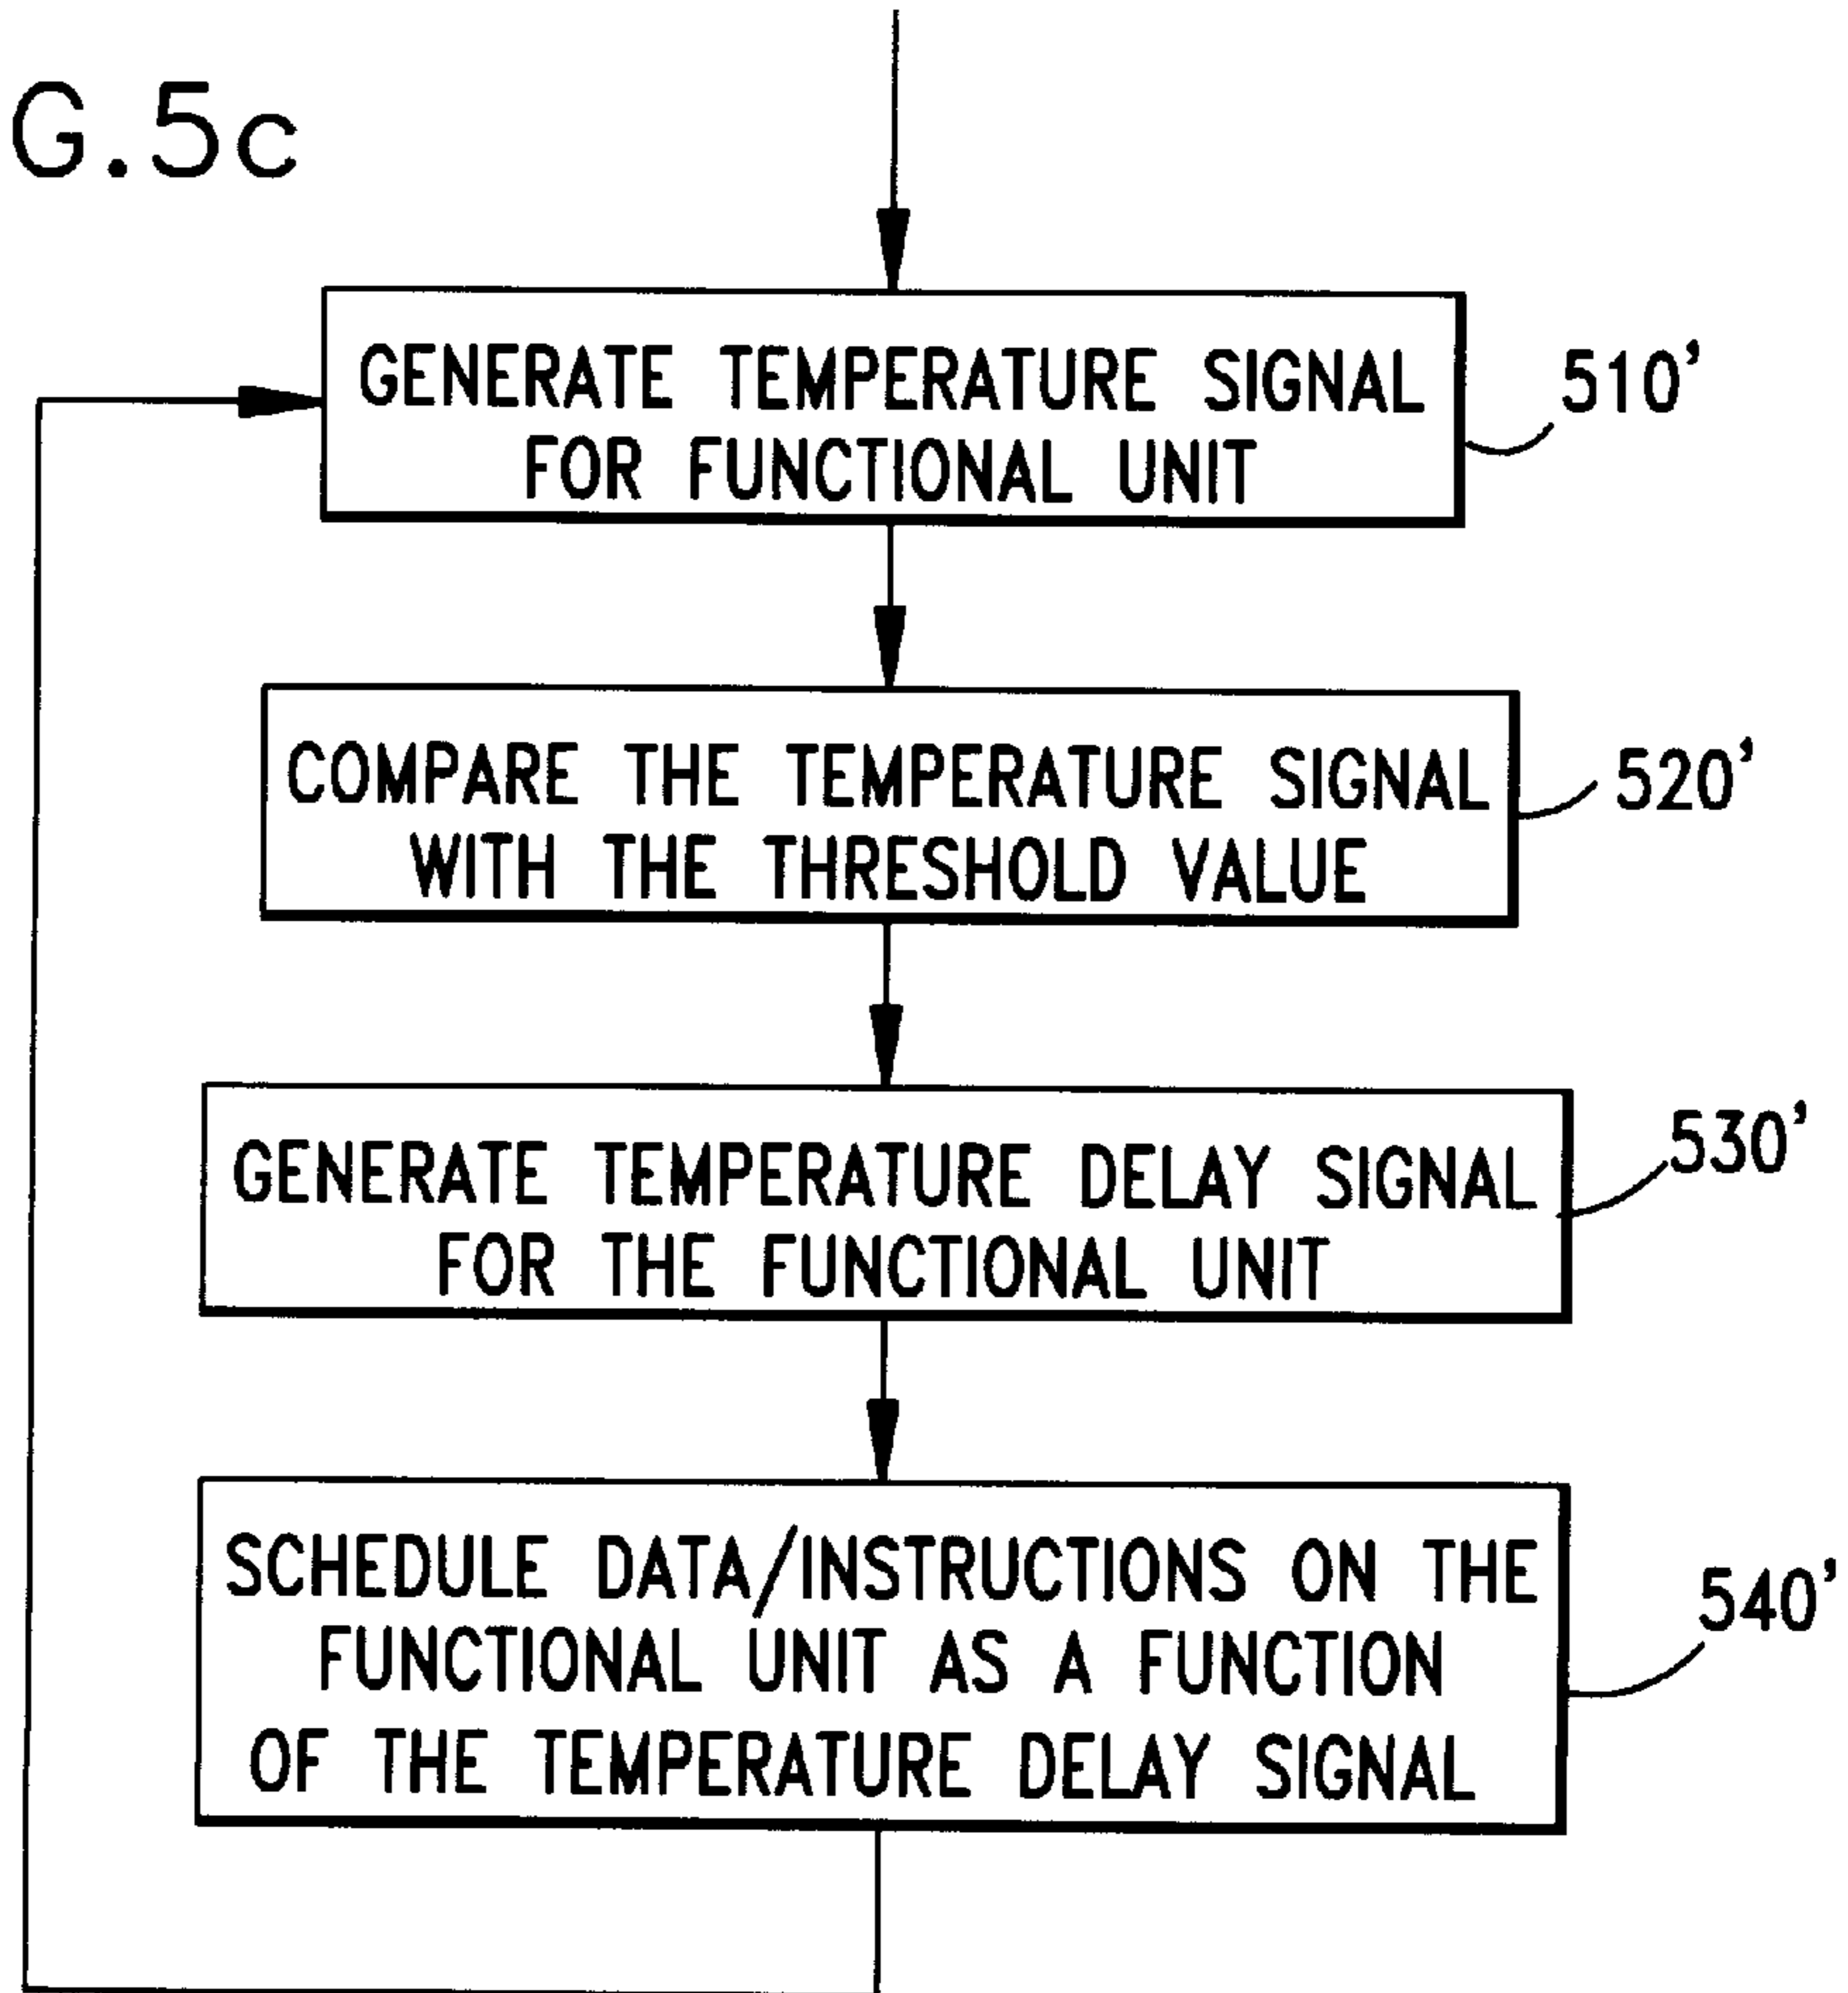 G.5c
GENERATE TEMPERATURE SIGNAL
FOR FUNCTIONAL UNIT
510'
COMPARE THE TEMPERATURE SIGNAL
WITH THE THRESHOLD VALUE
520'
GENERATE TEMPERATURE DELAY SIGNAL
FOR THE FUNCTIONAL UNIT
530'
SCHEDULE DATA/INSTRUCTIONS ON THE
FUNCTIONAL UNIT AS A FUNCTION
OF THE TEMPERATURE DELAY SIGNAL
540'